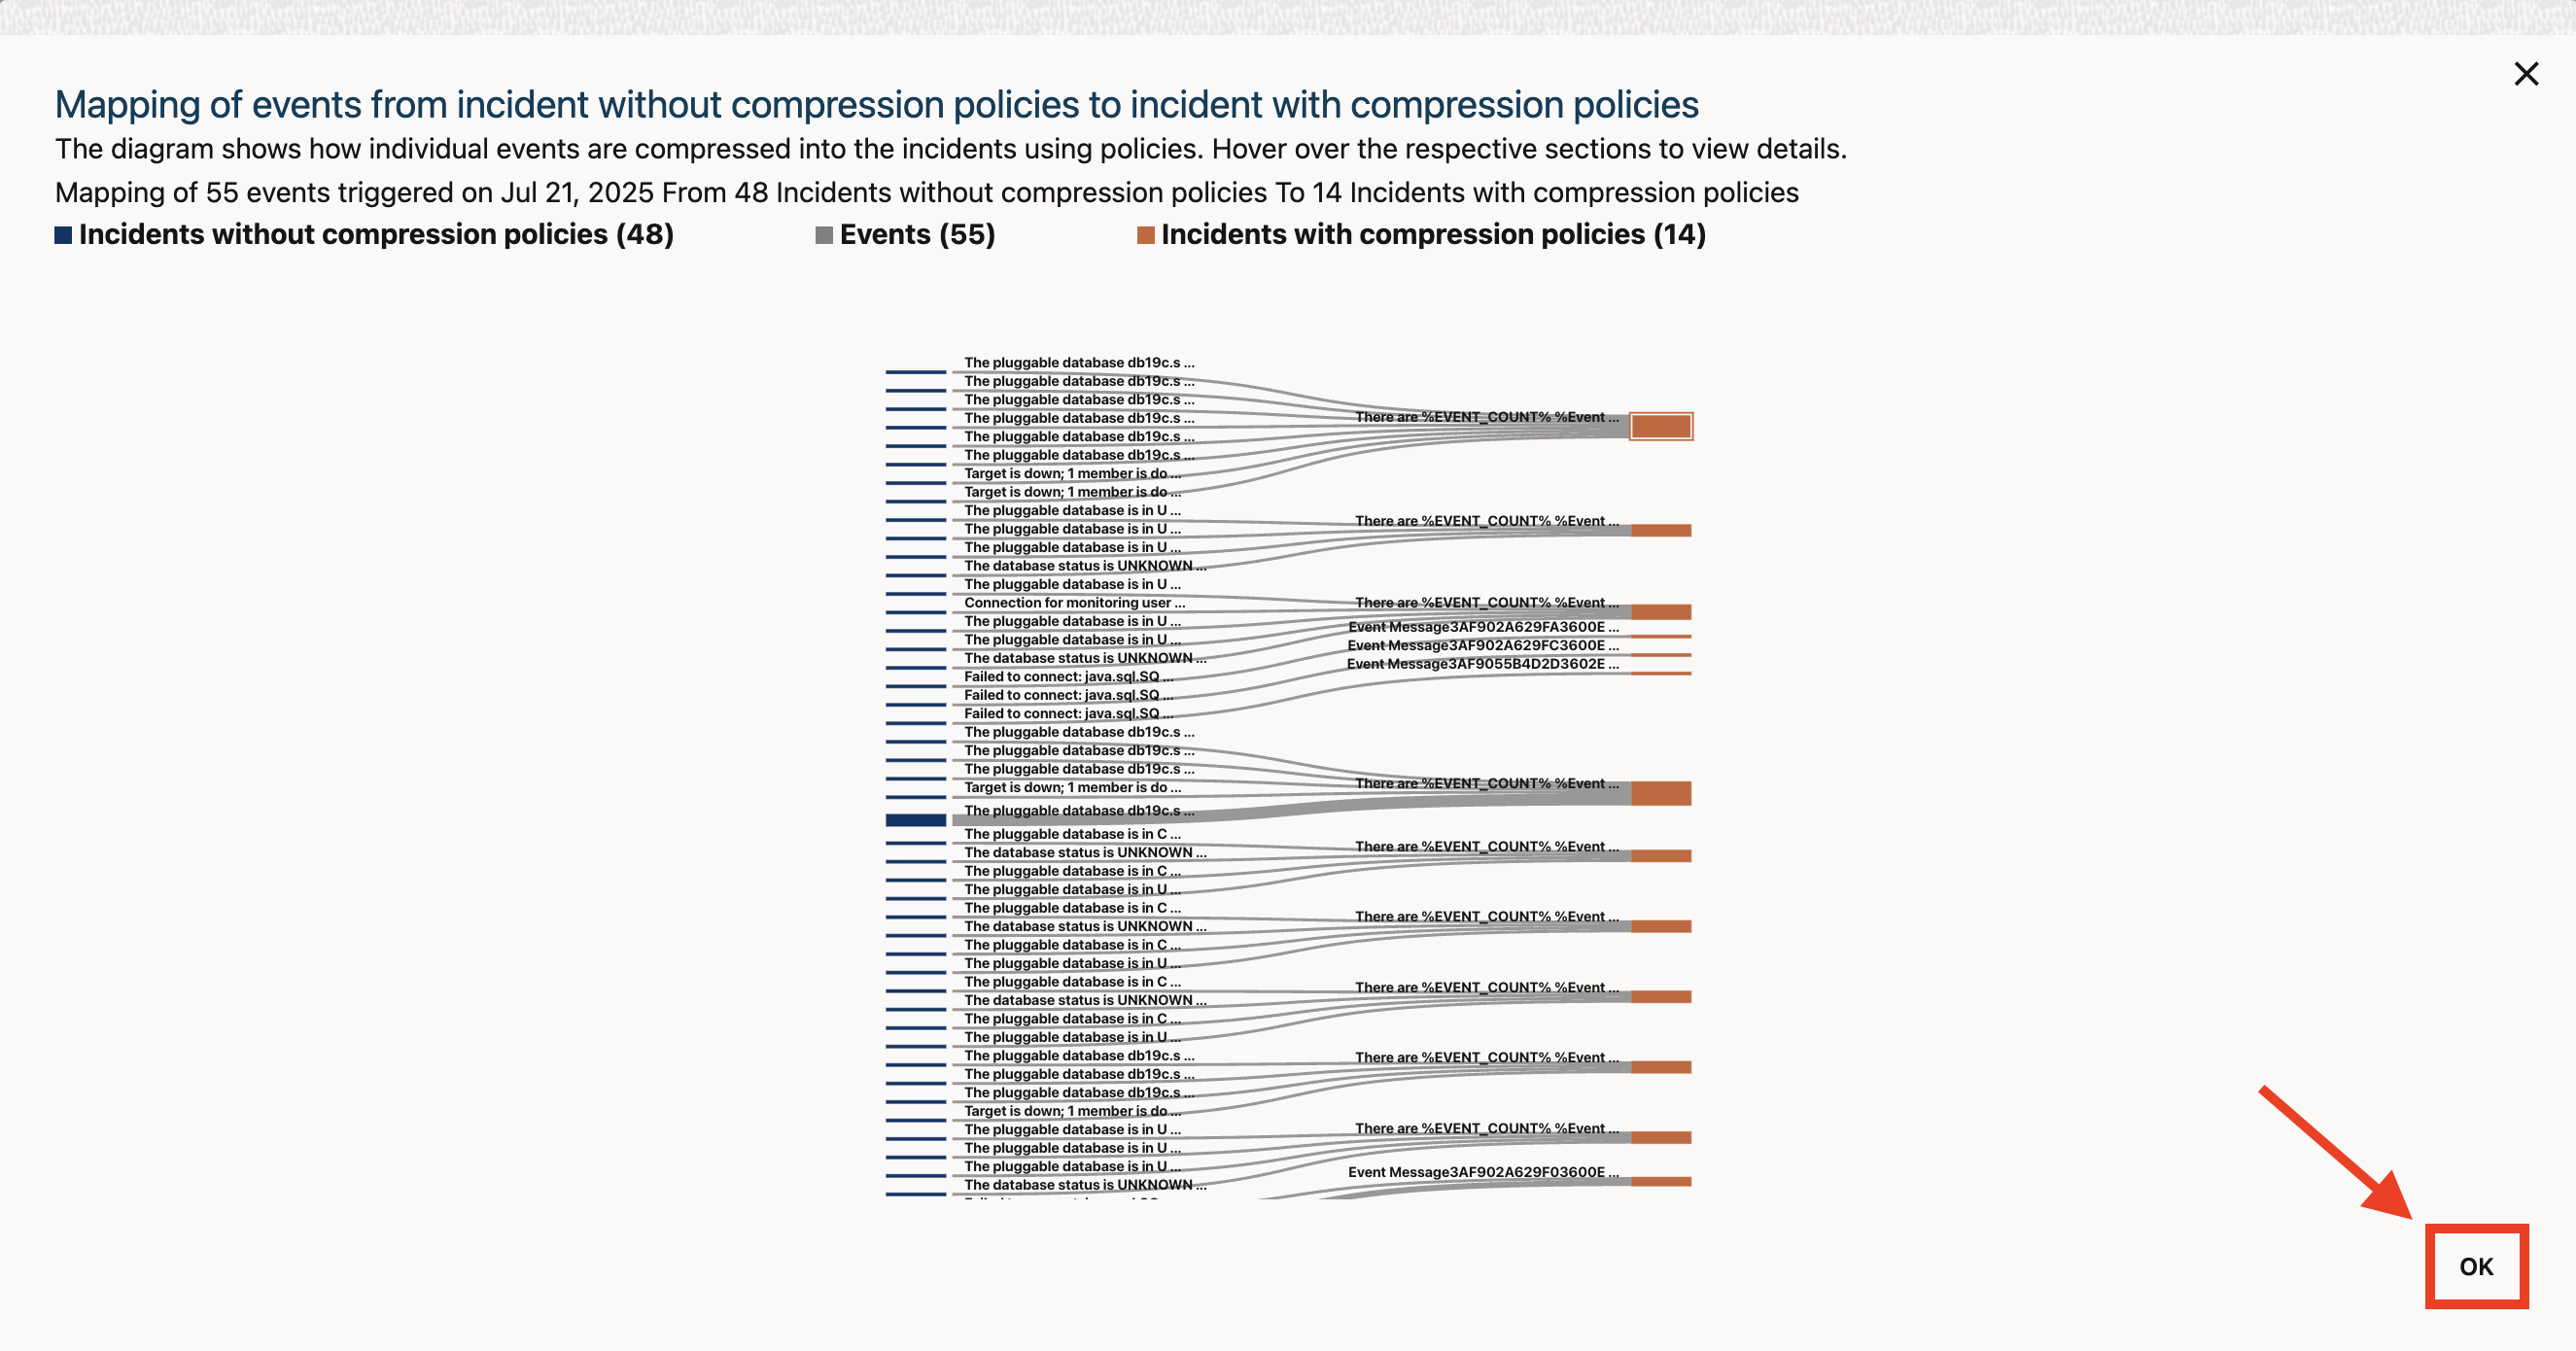 Mapping of events from incident without compression policies to incident with compression policies
The diagram shows how individual events are compressed into the incidents using policies. Hover over the respective sections to view details.
Mapping of 55 events triggered on Jul 21, 2025 From 48 Incidents without compression policies To 14 Incidents with compression policies
Incidents without compression policies (48)
Events (55)
Incidents with compression policies (14)
The pluggable database db19c.s ...
The pluggable database db19c.s ...
The pluggable database db19c.s ...
The pluggable database db19c.s ...
The pluggable database db19c.s ...
The pluggable database db19c.s ...
Target is down; 1 member is do ...
Target is down; 1 member is do ...
The pluggable database is in U ...
The pluggable database is in U ...
The pluggable database is in U ...
The database status is UNKNOWN ...
The pluggable database is in U ...
Connection for monitoring user ...
The pluggable database is in U ...
The pluggable database is in U ...
The database status is UNKNOWN ...
Failed to connect: java.sql.SQ ...
Failed to connect: java.sql.SQ ...
Failed to connect: java.sql.SQ ...
The pluggable database db19c.s ...
The pluggable database db19c.s ...
The pluggable database db19c.s ...
Target is down; 1 member is do ...
The pluggable database db19c.s ...
The pluggable database is in C ...
The database status is UNKNOWN ...
The pluggable database is in C ...
The pluggable database is in U ...
The pluggable database is in C ...
The database status is UNKNOWN ...
The pluggable database is in C ...
The pluggable database is in U ...
The pluggable database is in C ...
The database status is UNKNOWN ...
The pluggable database is in C ...
The pluggable database is in U ...
The pluggable database db19c.s ...
The pluggable database db19c.s ...
The pluggable database db19c.s ...
Target is down; 1 member is do ...
The pluggable database is in U ...
The pluggable database is in U ...
The pluggable database is in U ...
The database status is UNKNOWN ...
There are %EVENT_COUNT% %Event ...
There are %EVENT_COUNT% %Event ...
There are %EVENT_COUNT% %Event ...
Event Message3AF902A629FA3600E ...
Event Message3AF902A629FC3600E ...
Event Message3AF9055B4D2D3602E ...
There are %EVENT_COUNT% %Event ...
There are %EVENT_COUNT% %Event ...
There are %EVENT_COUNT% %Event ...
There are %EVENT_COUNT% %Event ...
There are %EVENT_COUNT% %Event ...
There are %EVENT_COUNT% %Event ...
Event Message3AF902A629F03600E ...
OK